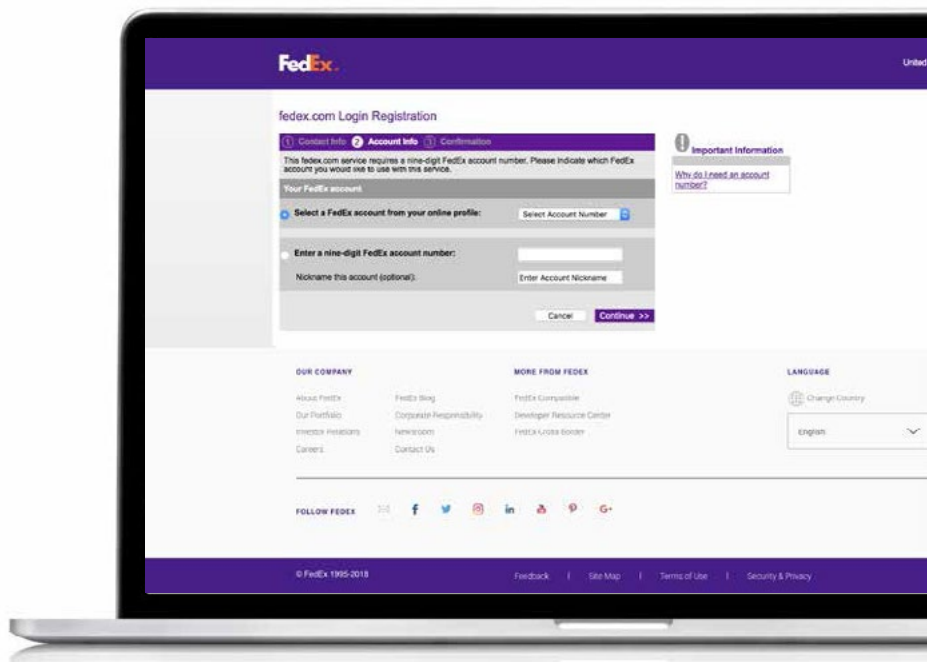 FedEx.
United
fedex.com Login Registration
1 Contact Info 2 Account Info 3 Confirmation
This fedex.com service requires a nine-digit FedEx account number. Please indicate which FedEx
account you would like to use with this service.
Your FedEx account
Select a FedEx account from your online profile: Select Account Number
Enter a nine-digit FedEx account number:
Nickname this account (optional): Enter Account Nickname
Cancel Continue >>
! Important Information
Why do I need an account
number?
OUR COMPANY MORE FROM FEDEX LANGUAGE
About FedEx FedEx Blog FedEx Compatible Change Country
Our Portfolio Corporate Responsibility Developer Resource Center
Investor Relations Newsroom FedEx Cross Border English
Careers Contact Us
FOLLOW FEDEX f in G+
© FedEx 1995-2018 Feedback | Site Map | Terms of Use | Security & Privacy